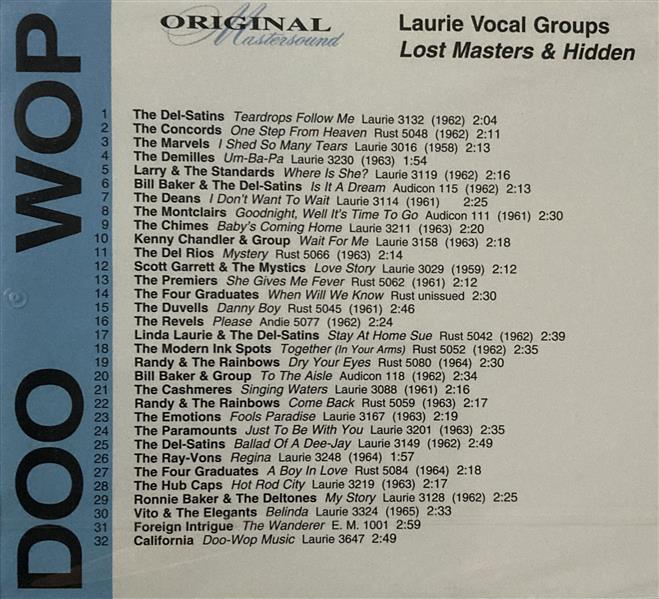 DOO WOP
ORIGINAL
Mastersound
Laurie Vocal Groups
Lost Masters & Hidden
1 The Del-Satins Teardrops Follow Me Laurie 3132 (1962) 2:04
2 The Concords One Step From Heaven Rust 5048 (1962) 2:11
3 The Marvels I Shed So Many Tears Laurie 3016 (1958) 2:13
4 The Demilles Um-Ba-Pa Laurie 3230 (1963) 1:54
5 Larry & The Standards Where Is She? Laurie 3119 (1962) 2:16
6 Bill Baker & The Del-Satins Is It A Dream Audicon 115 (1962) 2:13
7 The Deans I Don't Want To Wait Laurie 3114 (1961) 2:25
8 The Montclairs Goodnight, Well It's Time To Go Audicon 111 (1961) 2:30
9 The Chimes Baby's Coming Home Laurie 3211 (1963) 2:20
10 Kenny Chandler & Group Wait For Me Laurie 3158 (1963) 2:18
11 The Del Rios Mystery Rust 5066 (1963) 2:14
12 Scott Garrett & The Mystics Love Story Laurie 3029 (1959) 2:12
13 The Premiers She Gives Me Fever Rust 5062 (1961) 2:12
14 The Four Graduates When Will We Know Rust unissued 2:30
15 The Duvells Danny Boy Rust 5045 (1961) 2:46
16 The Revels Please Andie 5077 (1962) 2:24
17 Linda Laurie & The Del-Satins Stay At Home Sue Rust 5042 (1962) 2:39
18 The Modern Ink Spots Together (In Your Arms) Rust 5052 (1962) 2:35
19 Randy & The Rainbows Dry Your Eyes Rust 5080 (1964) 2:30
20 Bill Baker & Group To The Aisle Audicon 118 (1962) 2:34
21 The Cashmeres Singing Waters Laurie 3088 (1961) 2:16
22 Randy & The Rainbows Come Back Rust 5059 (1963) 2:17
23 The Emotions Fools Paradise Laurie 3167 (1963) 2:19
24 The Paramounts Just To Be With You Laurie 3201 (1963) 2:35
25 The Del-Satins Ballad Of A Dee-Jay Laurie 3149 (1962) 2:49
26 The Ray-Vons Regina Laurie 3248 (1964) 1:57
27 The Four Graduates A Boy In Love Rust 5084 (1964) 2:18
28 The Hub Caps Hot Rod City Laurie 3219 (1963) 2:17
29 Ronnie Baker & The Deltones My Story Laurie 3128 (1962) 2:25
30 Vito & The Elegants Belinda Laurie 3324 (1965) 2:33
31 Foreign Intrigue The Wanderer E. M. 1001 2:59
32 California Doo-Wop Music Laurie 3647 2:49